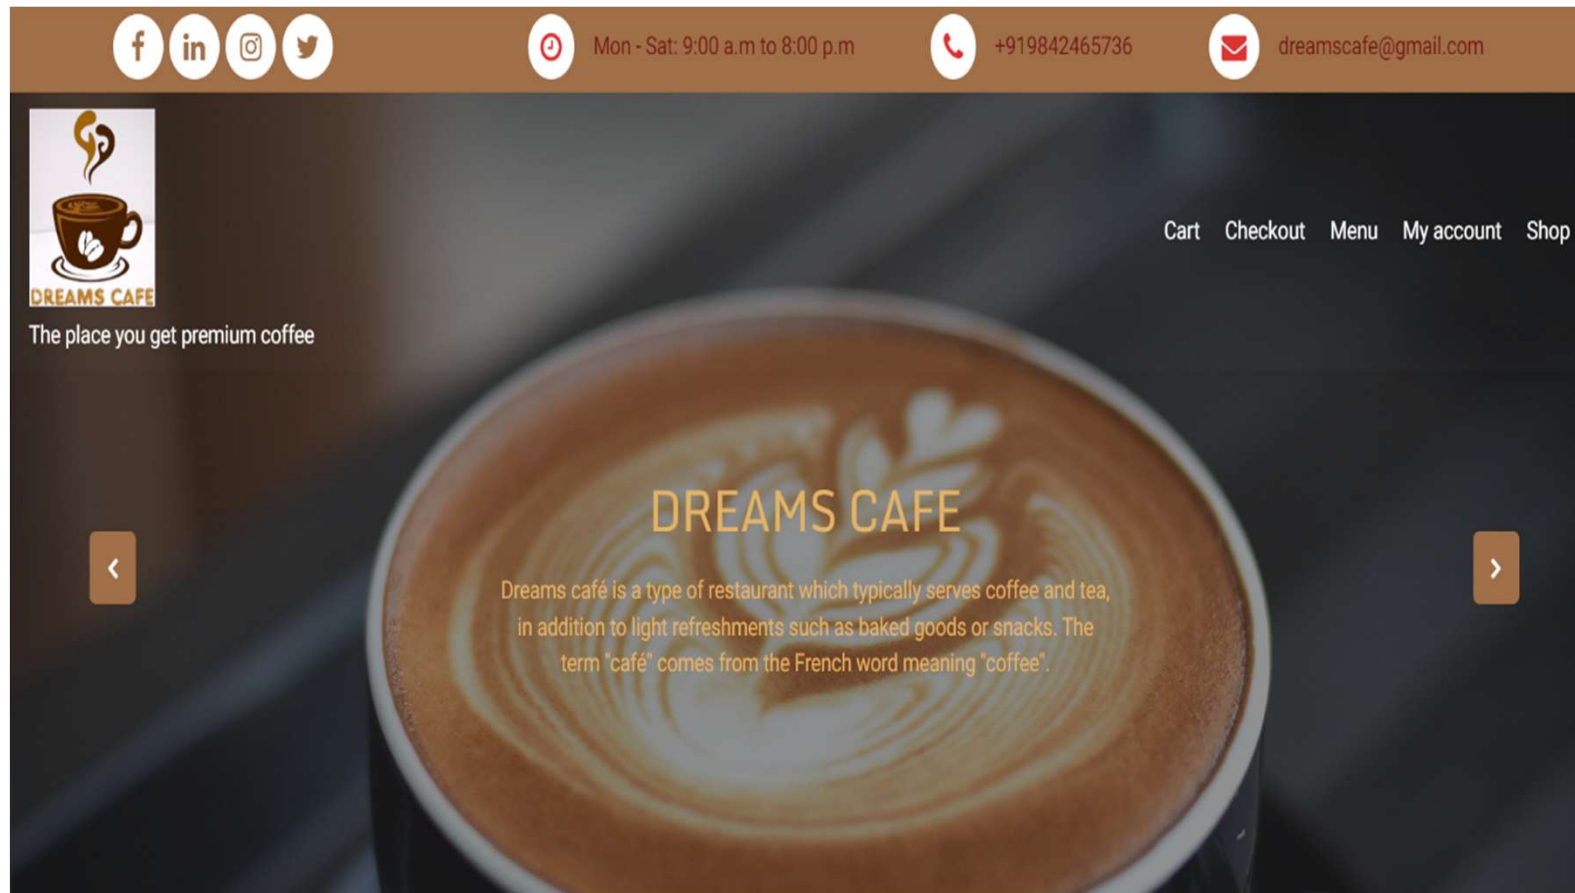 Mon - Sat: 9:00 a.m to 8:00 p.m
+919842465736
dreamscafe@gmail.com
DREAMS CAFE
The place you get premium coffee
Cart Checkout Menu My account Shop
DREAMS CAFE
Dreams café is a type of restaurant which typically serves coffee and tea,
in addition to light refreshments such as baked goods or snacks. The
term "café" comes from the French word meaning "coffee".